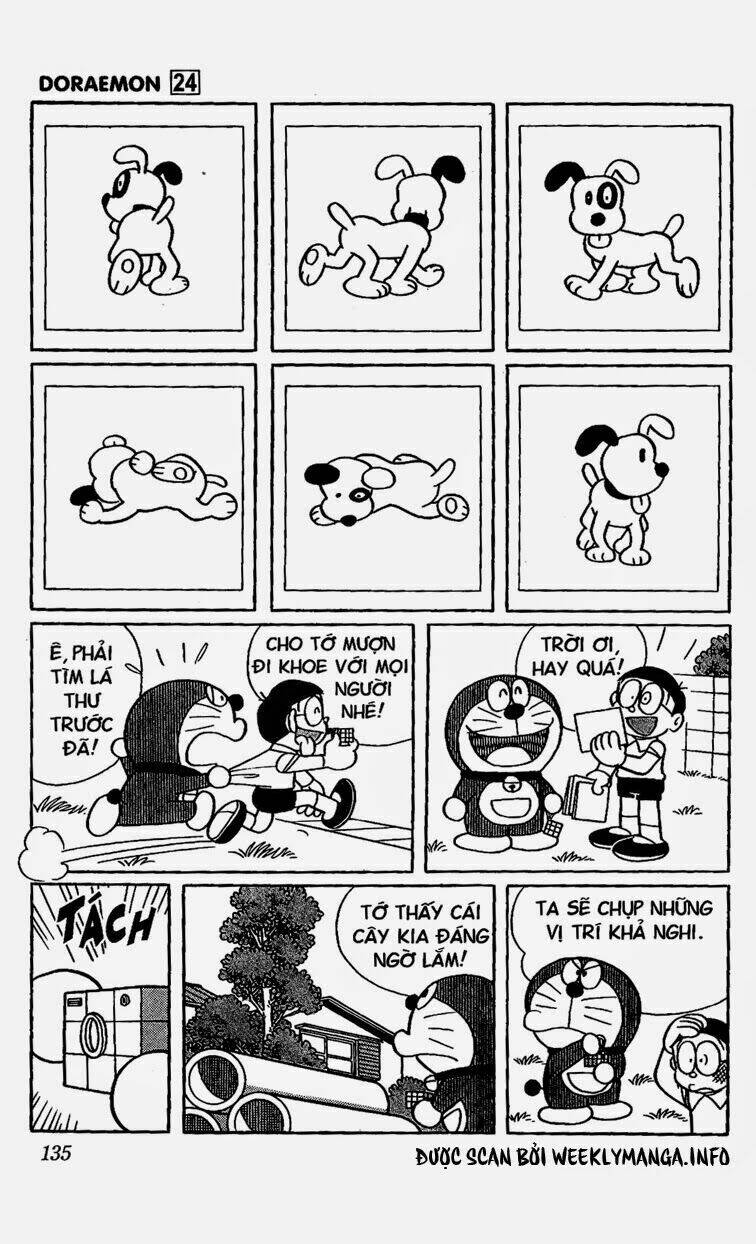 DORAEMON 24
TRỜI ƠI,
HAY QUÁ!
CHO TỚ MƯỢN
ĐI KHOE VỚI MỌI
NGƯỜI
NHÉ!
Ê, PHẢI
TÌM LÁ
THƯ
TRƯỚC
ĐÃ!
TA SẼ CHỤP NHỮNG
VỊ TRÍ KHẢ NGHI.
TỚ THẤY CÁI
CÂY KIA ĐÁNG
NGỜ LẮM!
TÁCH
135
ĐƯỢC SCAN BỞI WEEKLYMANGA.INFO